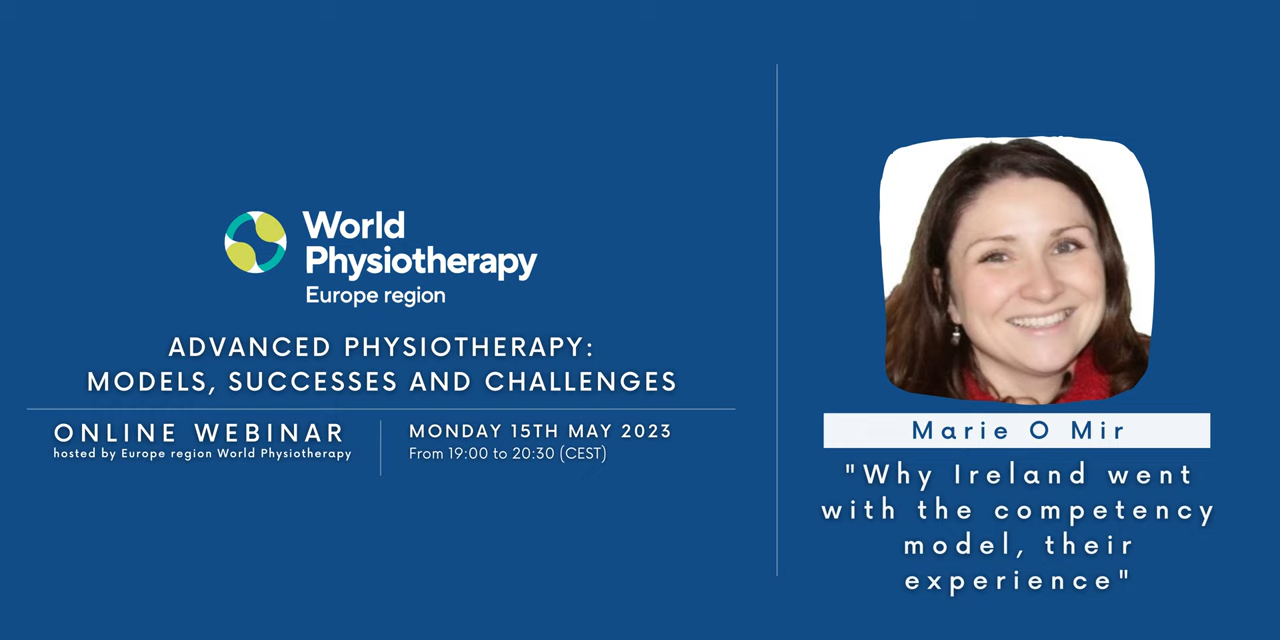 World
Physiotherapy
Europe region
ADVANCED PHYSIOTHERAPY:
MODELS, SUCCESSES AND CHALLENGES
ONLINE WEBINAR
hosted by Europe region World Physiotherapy
MONDAY 15TH MAY 2023
From 19:00 to 20:30 (CEST)
Marie O Mir
"Why Ireland went
with the competency
model, their
experience"